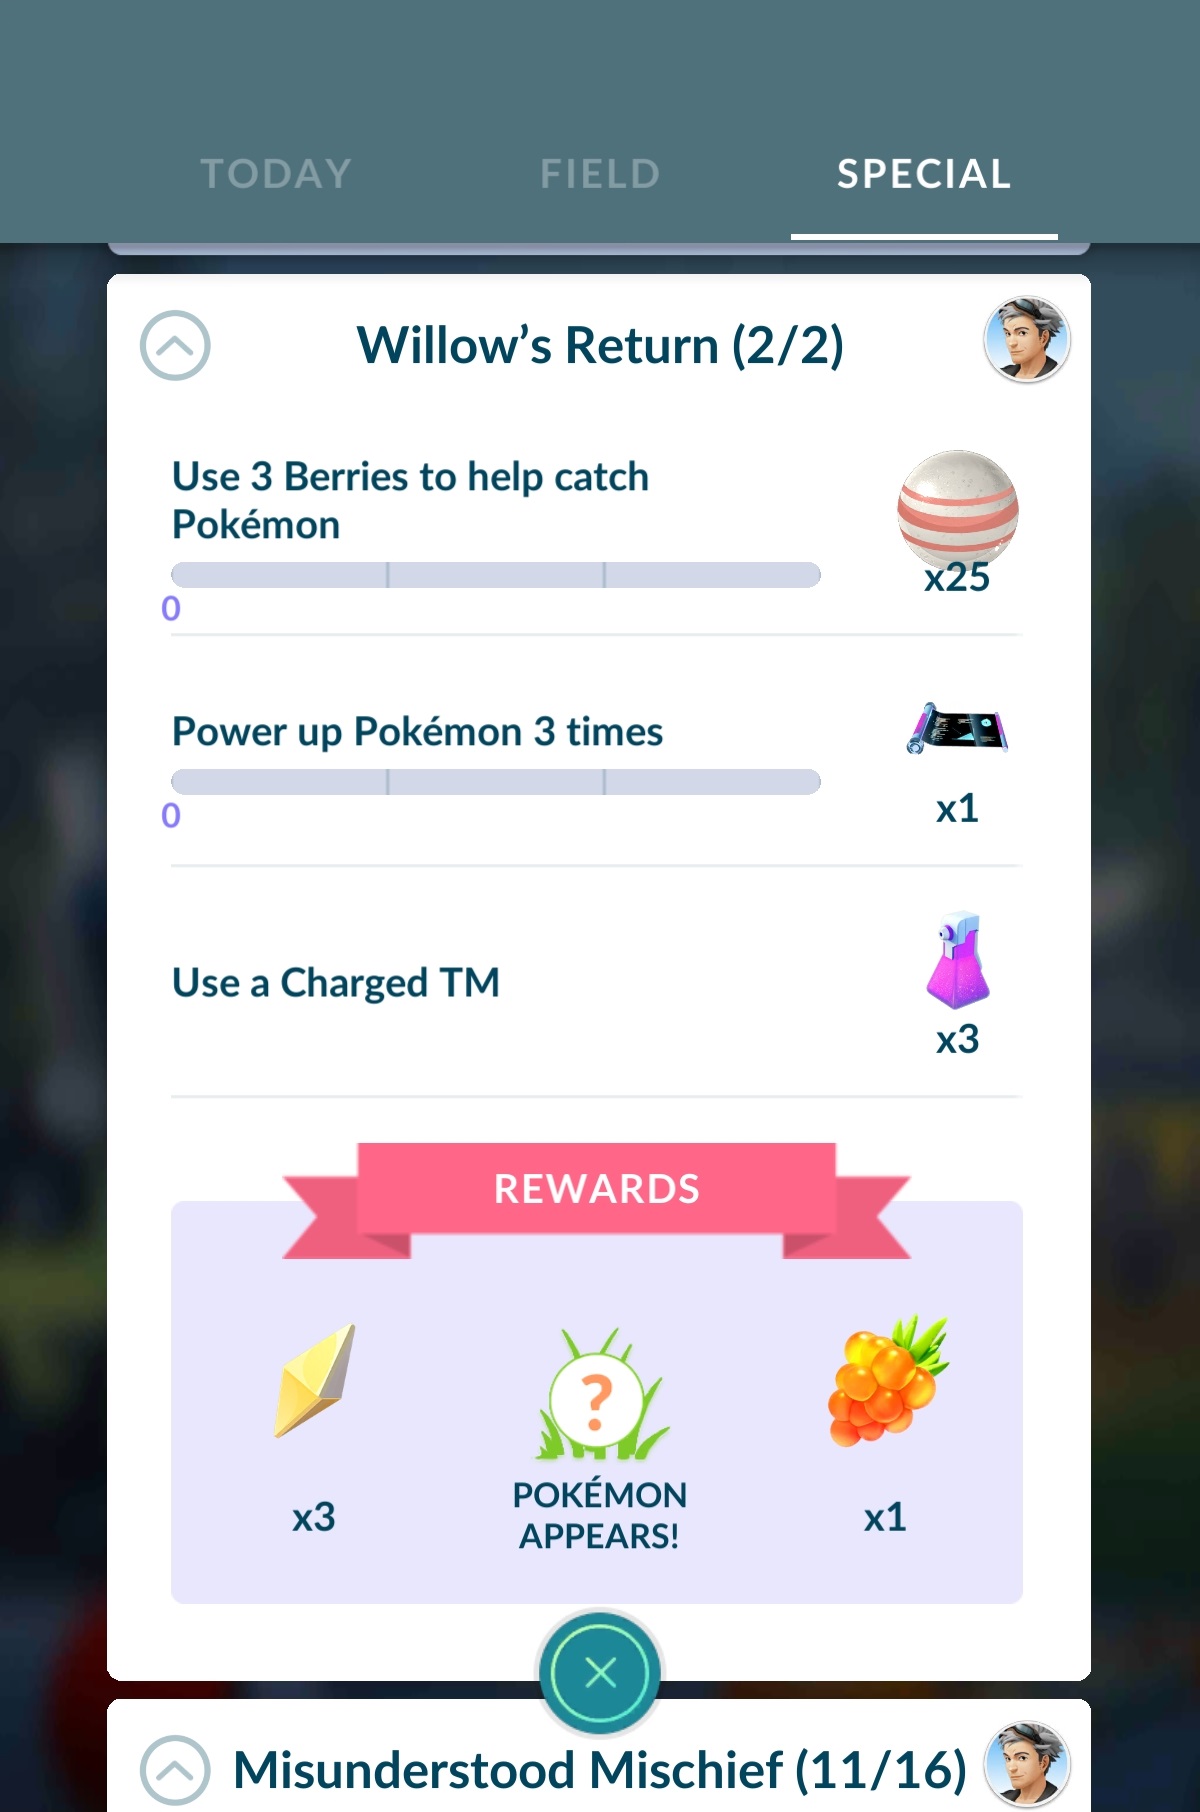 TODAY
FIELD
SPECIAL
Willow’s Return (2/2)
Use 3 Berries to help catch
Pokémon
x25
0
Power up Pokémon 3 times
0
x1
Use a Charged TM
x3
REWARDS
?
x3
POKÉMON
APPEARS!
x1
Misunderstood Mischief (11/16)